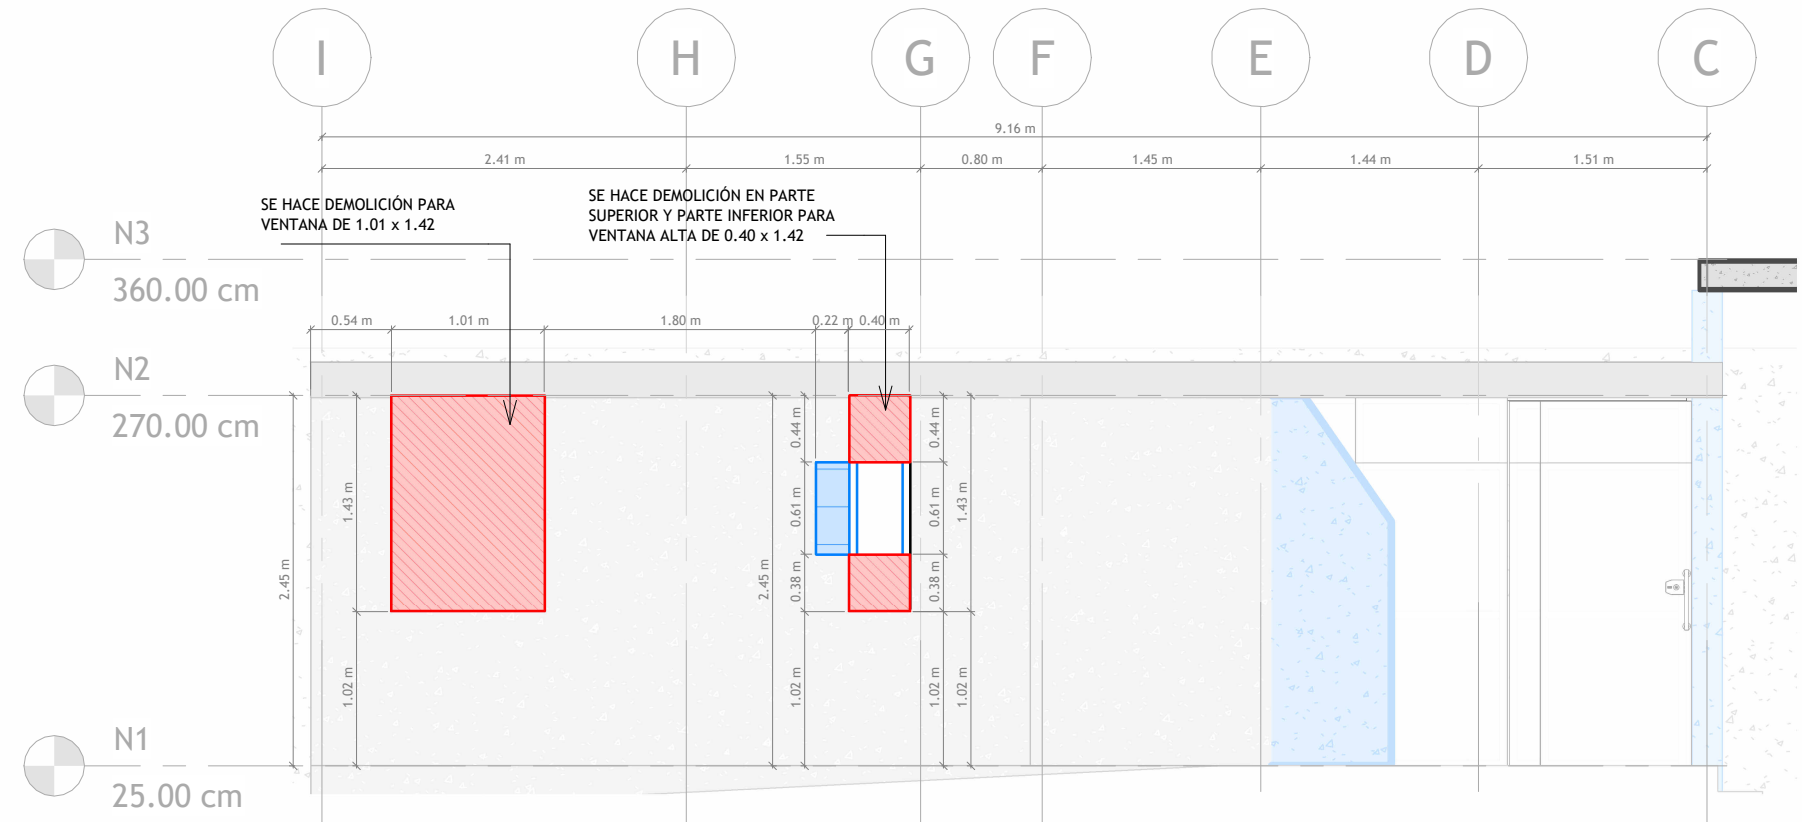 I H G F E D C
9.16 m
2.41 m 1.55 m 0.80 m 1.45 m 1.44 m 1.51 m
SE HACE DEMOLICIÓN PARA
VENTANA DE 1.01 x 1.42
SE HACE DEMOLICIÓN EN PARTE
SUPERIOR Y PARTE INFERIOR PARA
VENTANA ALTA DE 0.40 x 1.42
N3
360.00 cm
0.54 m 1.01 m 1.80 m 0.22 m 0.40 m
N2
270.00 cm
0.44 m 0.44 m
1.43 m 0.61 m 0.61 m 1.43 m
2.45 m 2.45 m 0.38 m 0.38 m
1.02 m 1.02 m 1.02 m 1.02 m
N1
25.00 cm